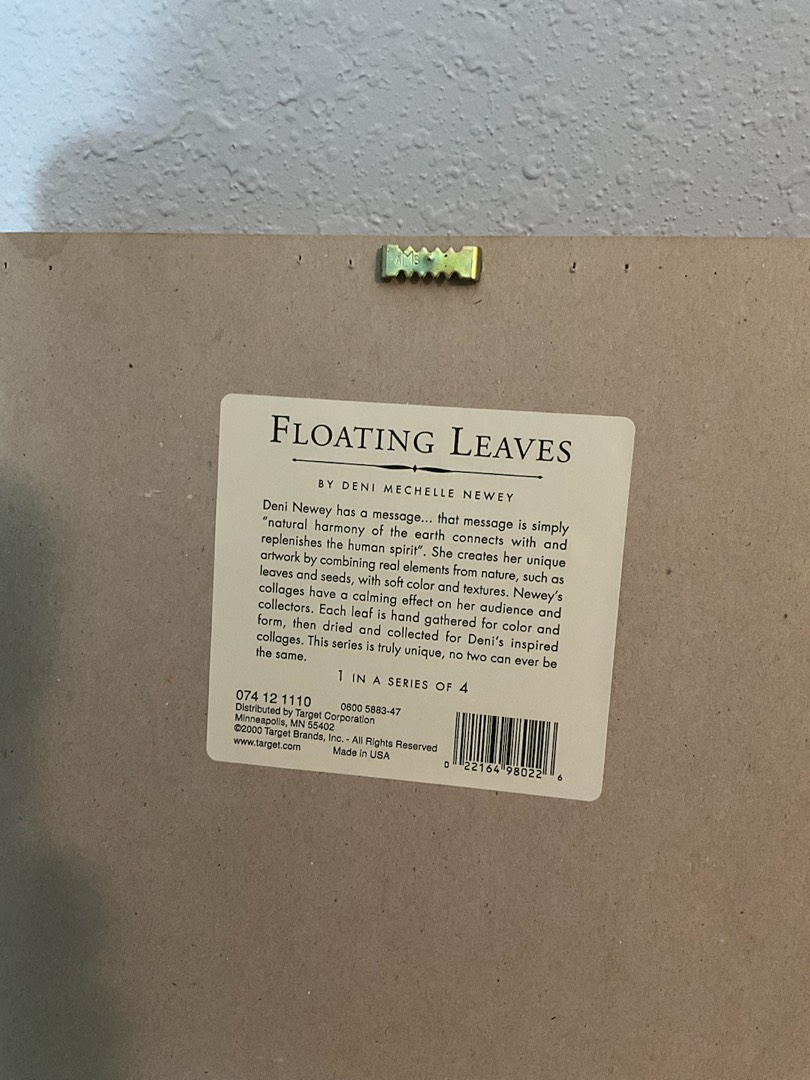 AMS
FLOATING LEAVES
BY DENI MECHELLE NEWEY
Deni Newey has a message... that message is simply
“natural harmony of the earth connects with and
replenishes the human spirit”. She creates her unique
artwork by combining real elements from nature, such as
leaves and seeds, with soft color and textures. Newey’s
collages have a calming effect on her audience and
collectors. Each leaf is hand gathered for color and
form, then dried and collected for Deni’s inspired
collages. This series is truly unique, no two can ever be
the same.
1 IN A SERIES OF 4
074 12 1110 0600 5883-47
Distributed by Target Corporation
Minneapolis, MN 55402
©2000 Target Brands, Inc. - All Rights Reserved
www.target.com Made in USA
0 22164 98022 6